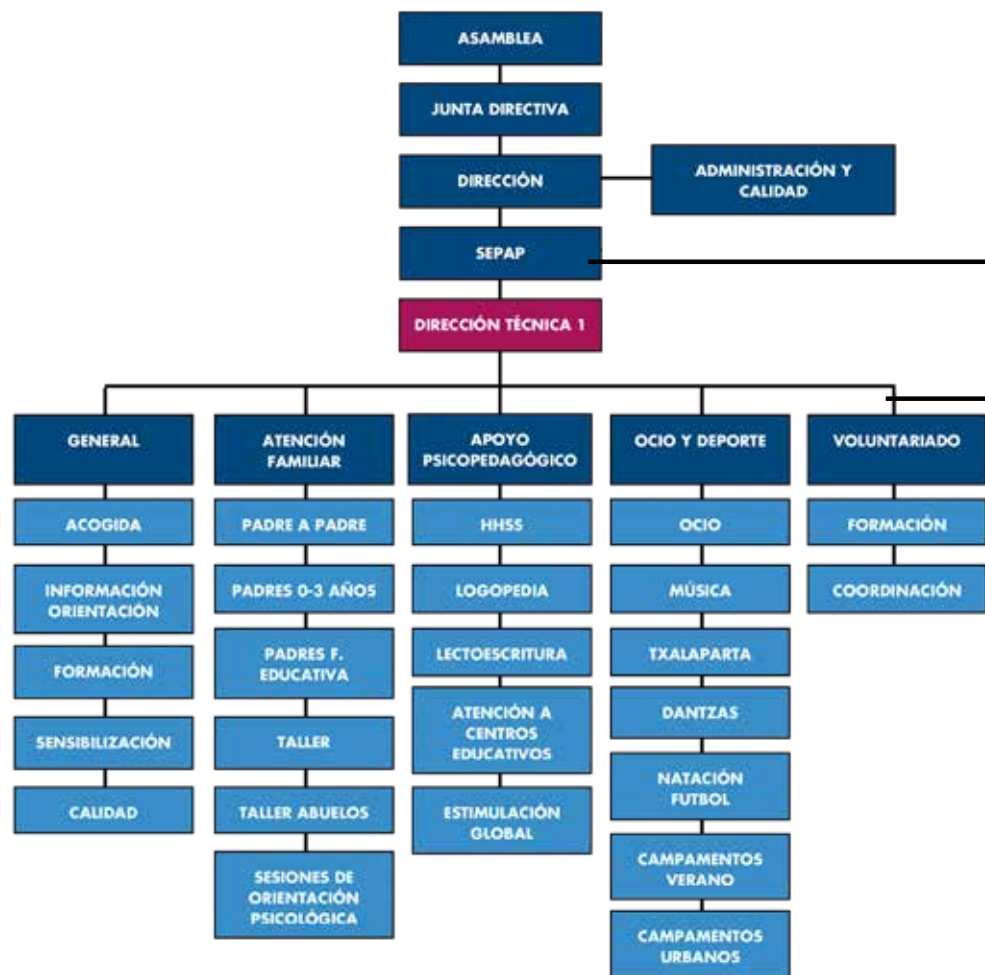 ASAMBLEA
JUNTA DIRECTIVA
DIRECCIÓN
ADMINISTRACIÓN Y
CALIDAD
SEPAP
DIRECCIÓN TÉCNICA 1
GENERAL
ACOGIDA
INFORMACIÓN
ORIENTACIÓN
FORMACIÓN
SENSIBILIZACIÓN
CALIDAD
ATENCIÓN
FAMILIAR
PADRE A PADRE
PADRES 0-3 AÑOS
PADRES F.
EDUCATIVA
TALLER
TALLER ABUELOS
SESIONES DE
ORIENTACIÓN
PSICOLÓGICA
APOYO
PSICOPEDAGÓGICO
HHSS
LOGOPEDIA
LECTOESCRITURA
ATENCIÓN A
CENTROS
EDUCATIVOS
ESTIMULACIÓN
GLOBAL
OCIO Y DEPORTE
OCIO
MÚSICA
TXALAPARTA
DANTZAS
NATACIÓN
FUTBOL
CAMPAMENTOS
VERANO
CAMPAMENTOS
URBANOS
VOLUNTARIADO
FORMACIÓN
COORDINACIÓN